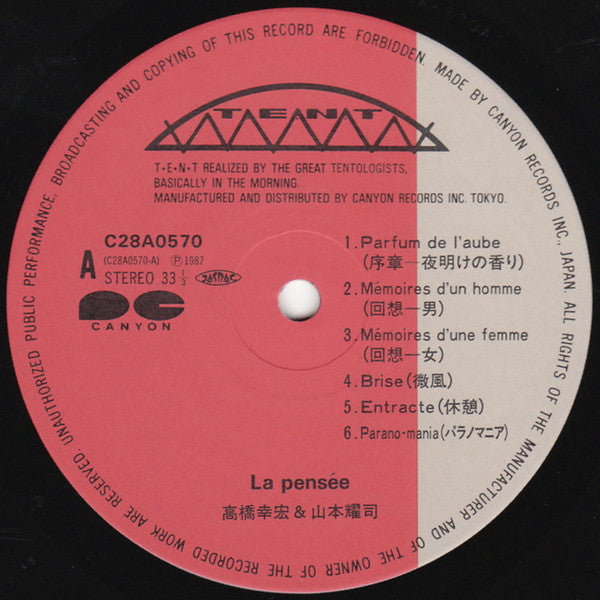 UNAUTHORIZED PUBLIC PERFORMANCE, BROADCASTING AND COPYING OF THIS RECORD ARE FORBIDDEN. MADE BY CANYON RECORDS INC., JAPAN. ALL RIGHTS OF THE MANUFACTURER AND OF THE OWNER OF THE RECORDED WORK ARE RESERVED.
TENT
T•E•N•T REALIZED BY THE GREAT TENTOLOGISTS,
BASICALLY IN THE MORNING.
MANUFACTURED AND DISTRIBUTED BY CANYON RECORDS INC. TOKYO.
C28A0570
(C28A0570-A) ℗1987
A STEREO 33 1/3 JASRAC
CANYON
1.Parfum de l'aube
(序章—夜明けの香り)
2.Mémoires d'un homme
(回想—男)
3.Mémoires d'une femme
(回想—女)
4.Brise(微風)
5.Entracte(休憩)
6.Parano-mania(パラノマニア)
La pensée
高橋幸宏&山本耀司